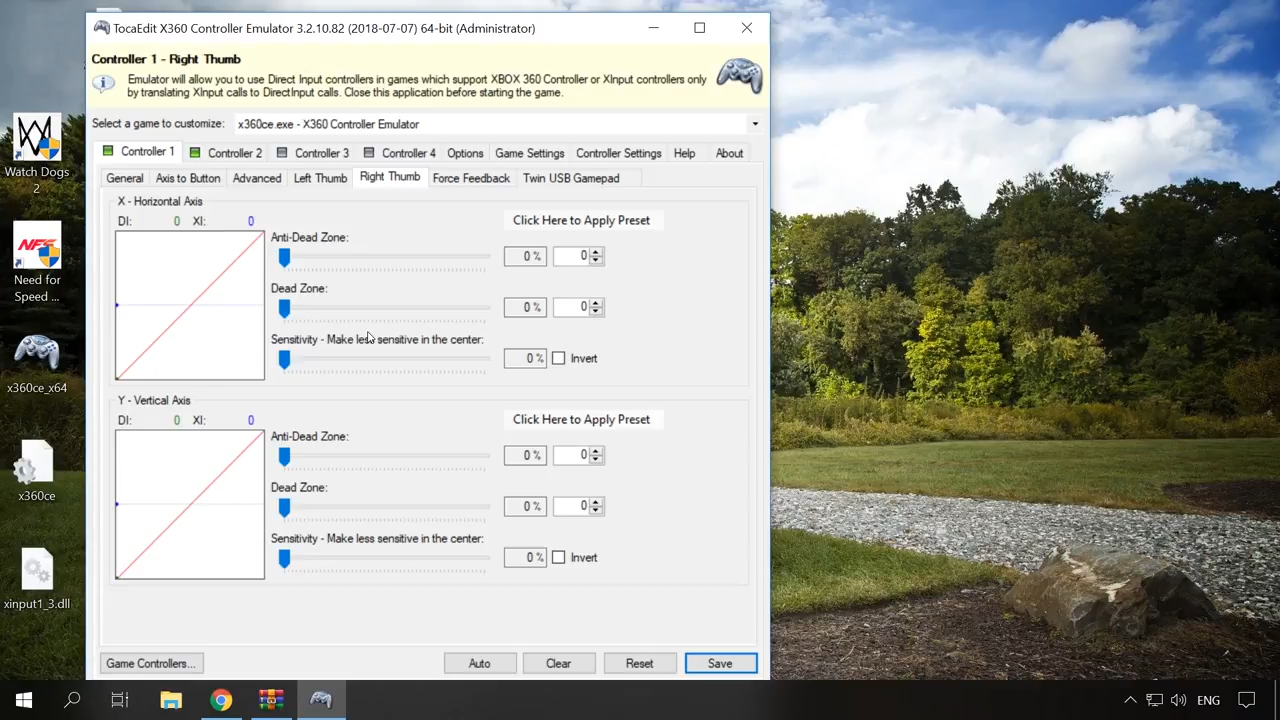 TocaEdit X360 Controller Emulator 3.2.10.82 (2018-07-07) 64-bit (Administrator)
Controller 1 - Right Thumb
Emulator will allow you to use Direct Input controllers in games which support XBOX 360 Controller or XInput controllers only
by translating XInput calls to DirectInput calls. Close this application before starting the game.
Select a game to customize: x360ce.exe - X360 Controller Emulator
Controller 1 Controller 2 Controller 3 Controller 4 Options Game Settings Controller Settings Help About
General Axis to Button Advanced Left Thumb Right Thumb Force Feedback Twin USB Gamepad
X - Horizontal Axis
DI: 0 XI: 0 Click Here to Apply Preset
Anti-Dead Zone:
0 % 0
Dead Zone:
0 % 0
Sensitivity - Make less sensitive in the center:
0 % Invert
Y - Vertical Axis
DI: 0 XI: 0 Click Here to Apply Preset
Anti-Dead Zone:
0 % 0
Dead Zone:
0 % 0
Sensitivity - Make less sensitive in the center:
0 % Invert
Game Controllers... Auto Clear Reset Save
Watch Dogs
2
NFS
Need for
Speed ...
x360ce_x64
x360ce
xinput1_3.dll
ENG